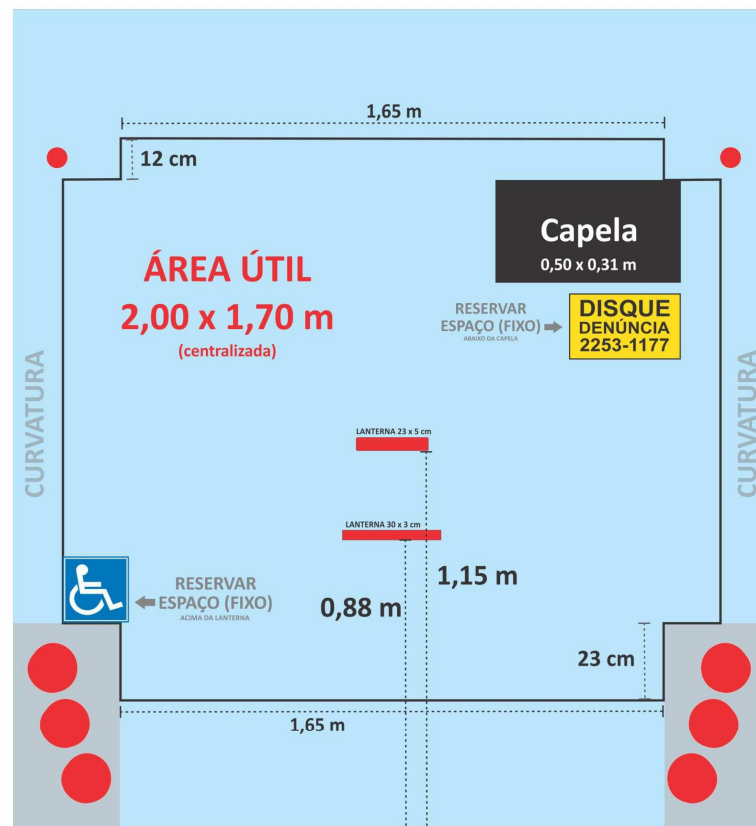 1,65 m
12 cm
Capela
0,50 x 0,31 m
ÁREA ÚTIL
2,00 x 1,70 m
(centralizada)
RESERVAR
ESPAÇO (FIXO)
ABAIXO DA CAPELA
DISQUE
DENÚNCIA
2253-1177
CURVATURA
CURVATURA
LANTERNA 23 x 5 cm
LANTERNA 30 x 3 cm
1,15 m
0,88 m
RESERVAR
ESPAÇO (FIXO)
ACIMA DA LANTERNA
23 cm
1,65 m